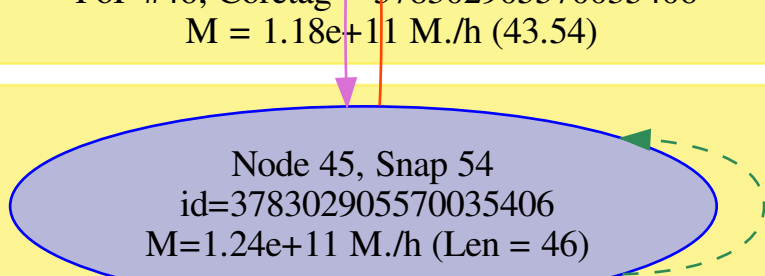 M = 1.18e+11 M./h (43.54)
Node 45, Snap 54
id=378302905570035406
M=1.24e+11 M./h (Len = 46)